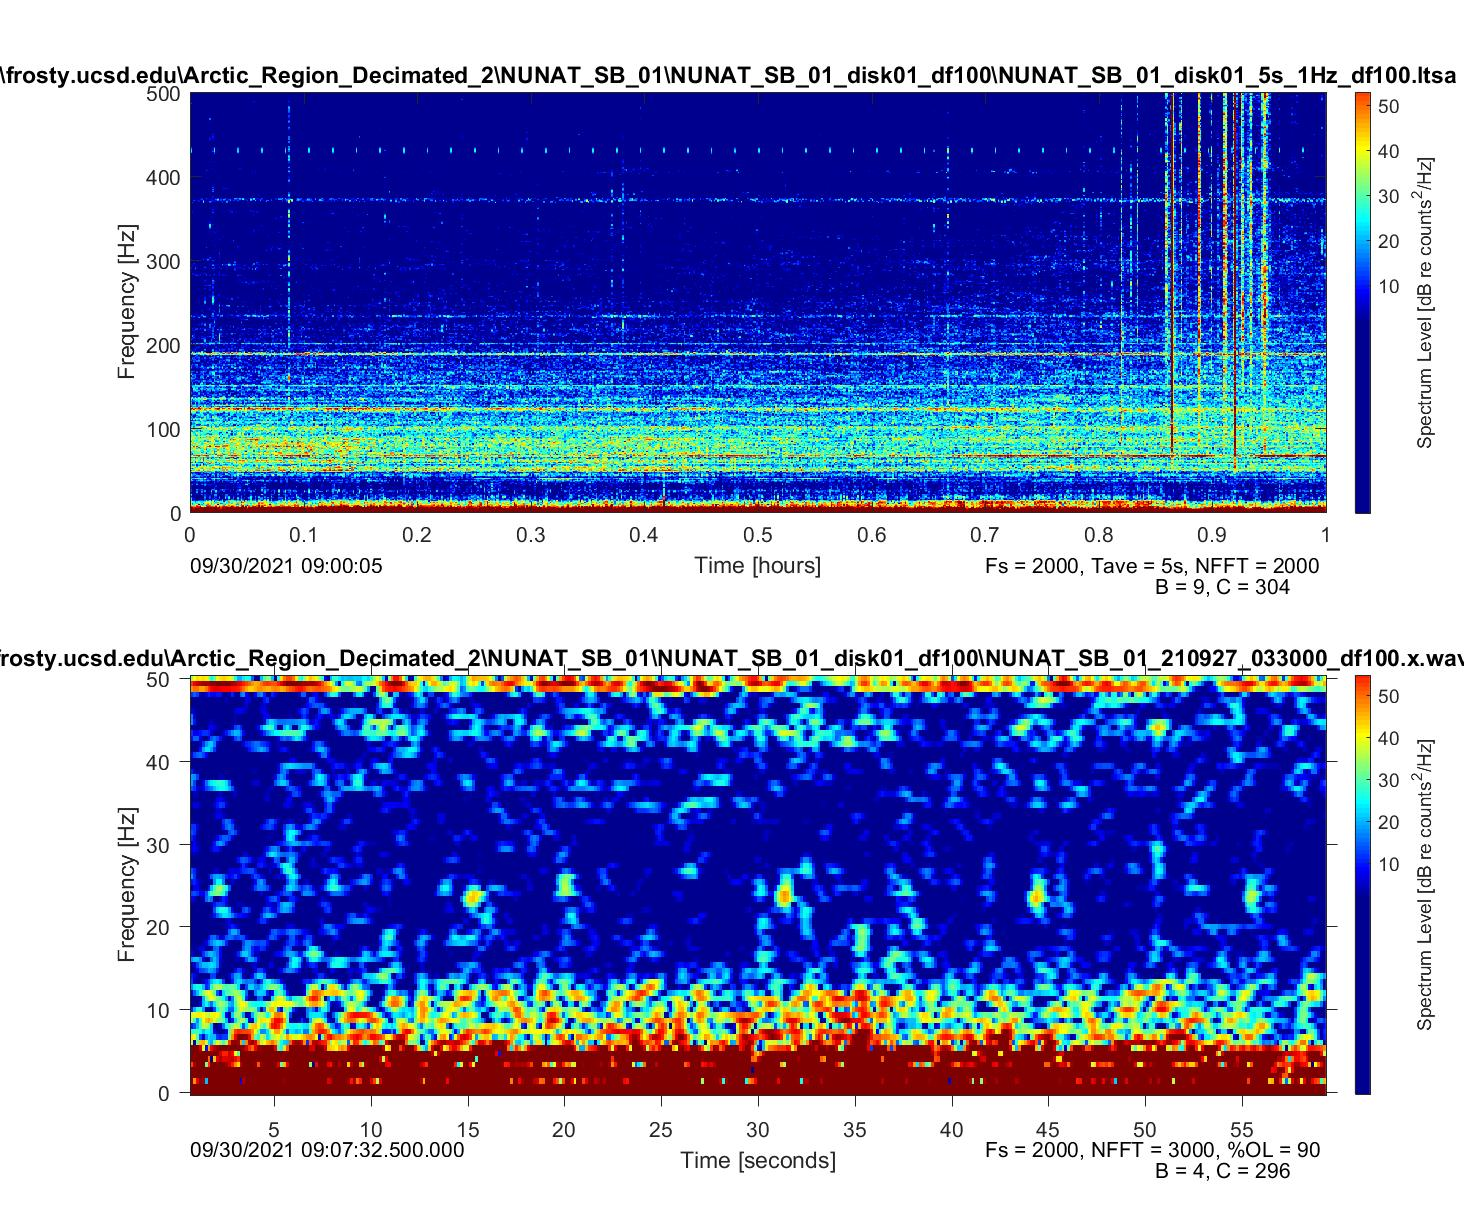 \frosty.ucsd.edu\Arctic_Region_Decimated_2\NUNAT_SB_01\NUNAT_SB_01_disk01_df100\NUNAT_SB_01_disk01_5s_1Hz_df100.ltsa
500
400
300
200
100
0
Frequency [Hz]
0 0.1 0.2 0.3 0.4 0.5 0.6 0.7 0.8 0.9 1
Time [hours]
09/30/2021 09:00:05
Fs = 2000, Tave = 5s, NFFT = 2000
B = 9, C = 304
50
40
30
20
10
Spectrum Level [dB re counts²/Hz]
frosty.ucsd.edu\Arctic_Region_Decimated_2\NUNAT_SB_01\NUNAT_SB_01_disk01_df100\NUNAT_SB_01_210927_033000_df100.x.wav
50
40
30
20
10
0
Frequency [Hz]
5 10 15 20 25 30 35 40 45 50 55
Time [seconds]
09/30/2021 09:07:32.500.000
Fs = 2000, NFFT = 3000, %OL = 90
B = 4, C = 296
50
40
30
20
10
Spectrum Level [dB re counts²/Hz]